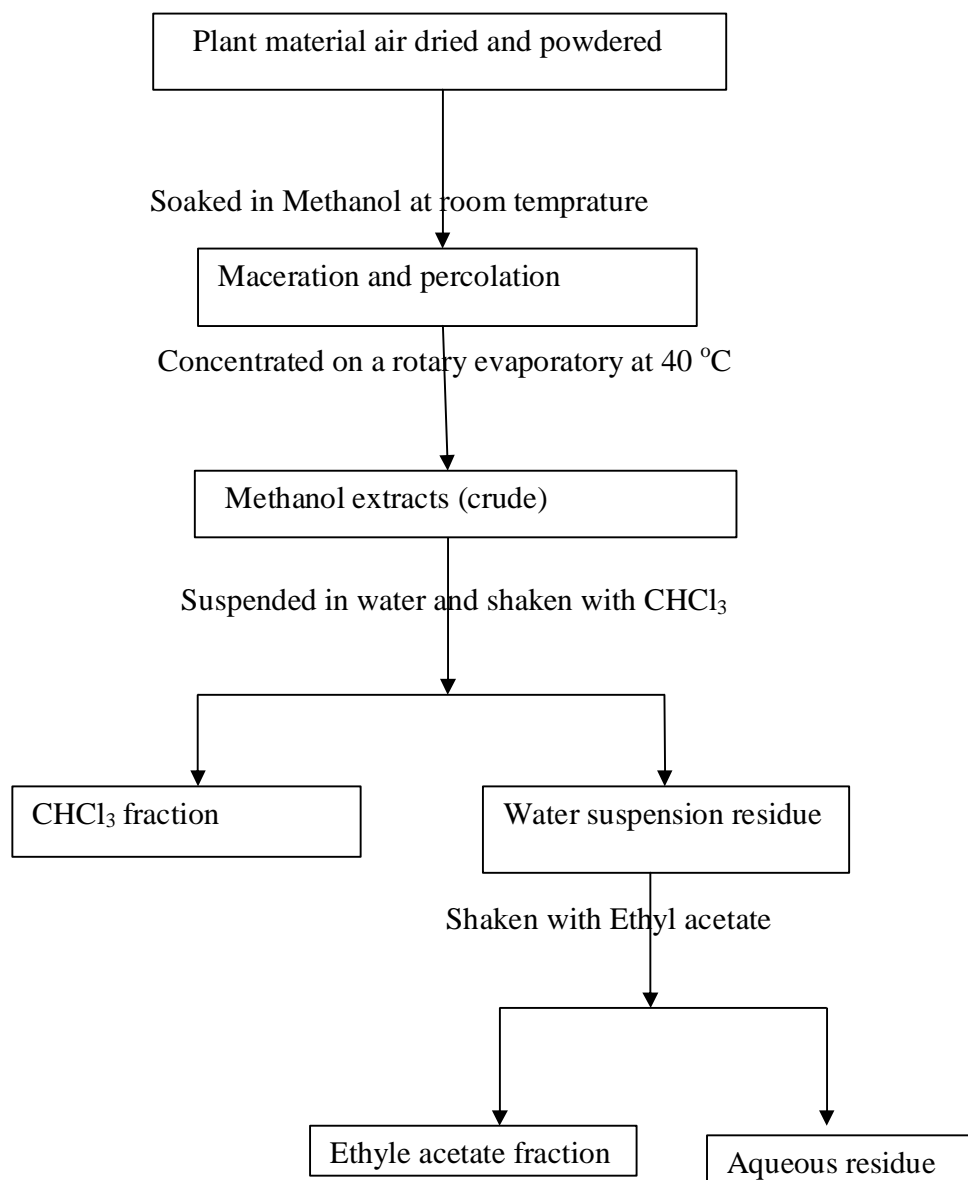 Plant material air dried and powdered
Soaked in Methanol at room temprature
Maceration and percolation
Concentrated on a rotary evaporatory at 40 °C
Methanol extracts (crude)
Suspended in water and shaken with CHCl₃
CHCl₃ fraction
Water suspension residue
Shaken with Ethyl acetate
Ethyle acetate fraction
Aqueous residue